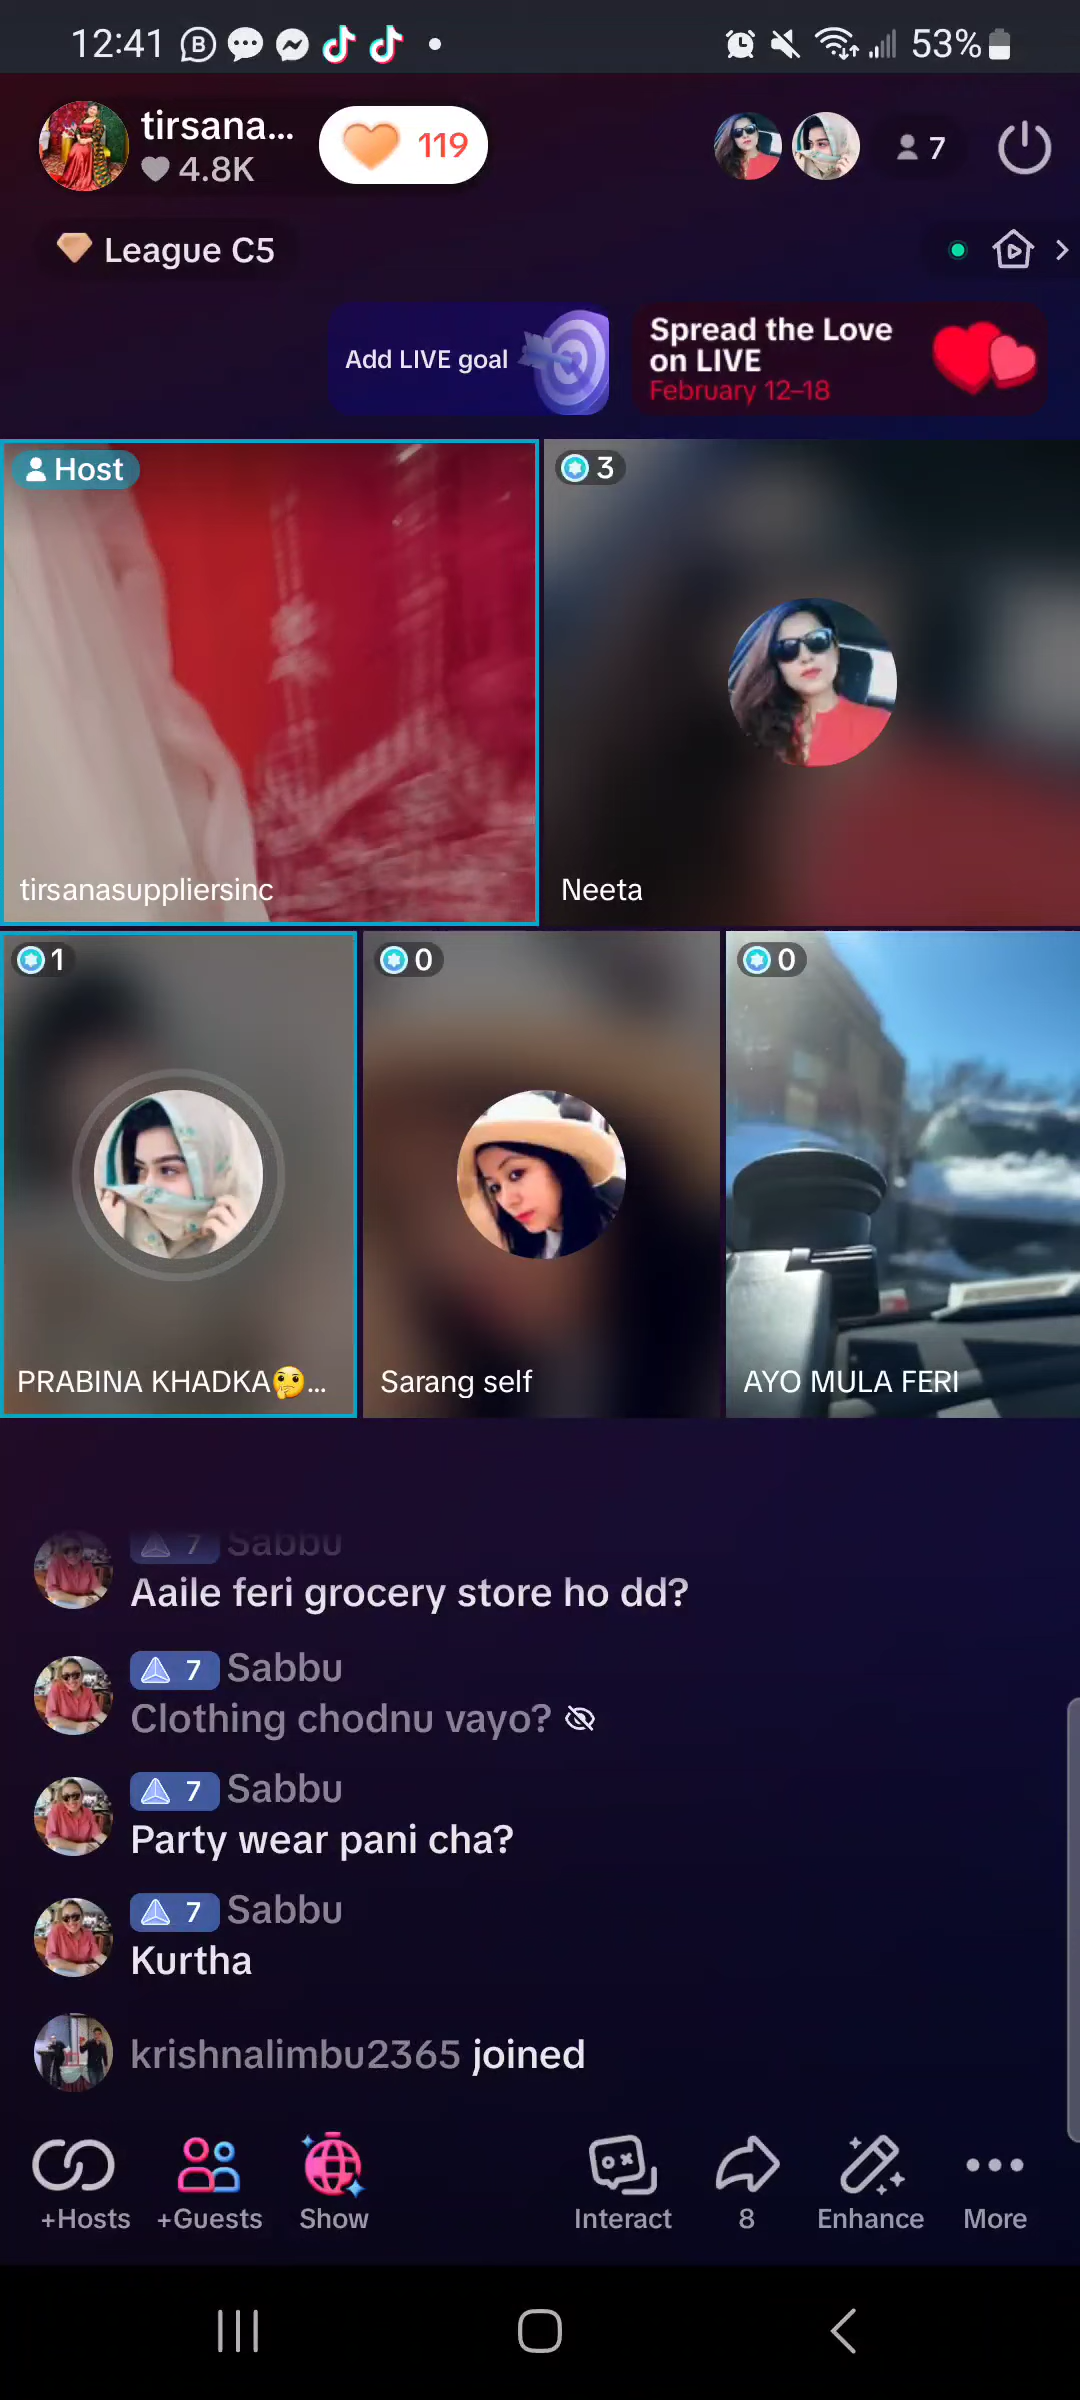 12:41
53%
tirsana...
4.8K
119
7
League C5
Add LIVE goal
Spread the Love
on LIVE
February 12–18
Host
3
tirsanasuppliersinc
Neeta
1
0
0
PRABINA KHADKA🤔...
Sarang self
AYO MULA FERI
7 Sabbu
Aaile feri grocery store ho dd?
7 Sabbu
Clothing chodnu vayo?
7 Sabbu
Party wear pani cha?
7 Sabbu
Kurtha
krishnalimbu2365 joined
+Hosts
+Guests
Show
Interact
8
Enhance
More